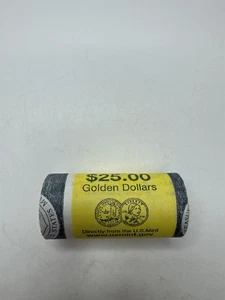 $25.00
Golden Dollars
Directly from the U.S. Mint
www.usmint.gov